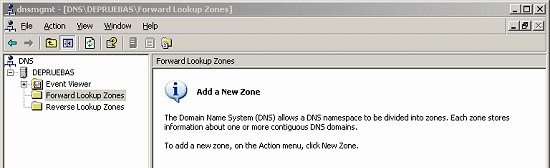 dnsmgmt - [DNS\DEPRUEBAS\Forward Lookup Zones]
File Action View Window Help
DNS
DEPRUEBAS
Event Viewer
Forward Lookup Zones
Reverse Lookup Zones
Forward Lookup Zones
Add a New Zone
The Domain Name System (DNS) allows a DNS namespace to be divided into zones. Each zone stores
information about one or more contiguous DNS domains.
To add a new zone, on the Action menu, click New Zone.